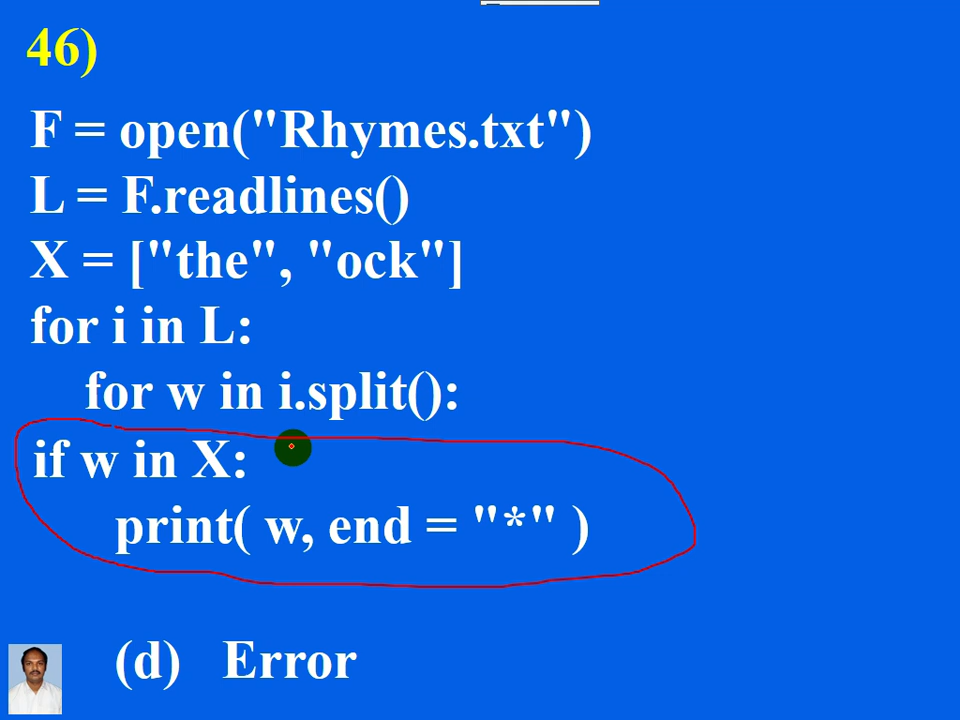 46)
F = open("Rhymes.txt")
L = F.readlines()
X = ["the", "ock"]
for i in L:
for w in i.split():
if w in X:
print( w, end = "*" )
(d) Error